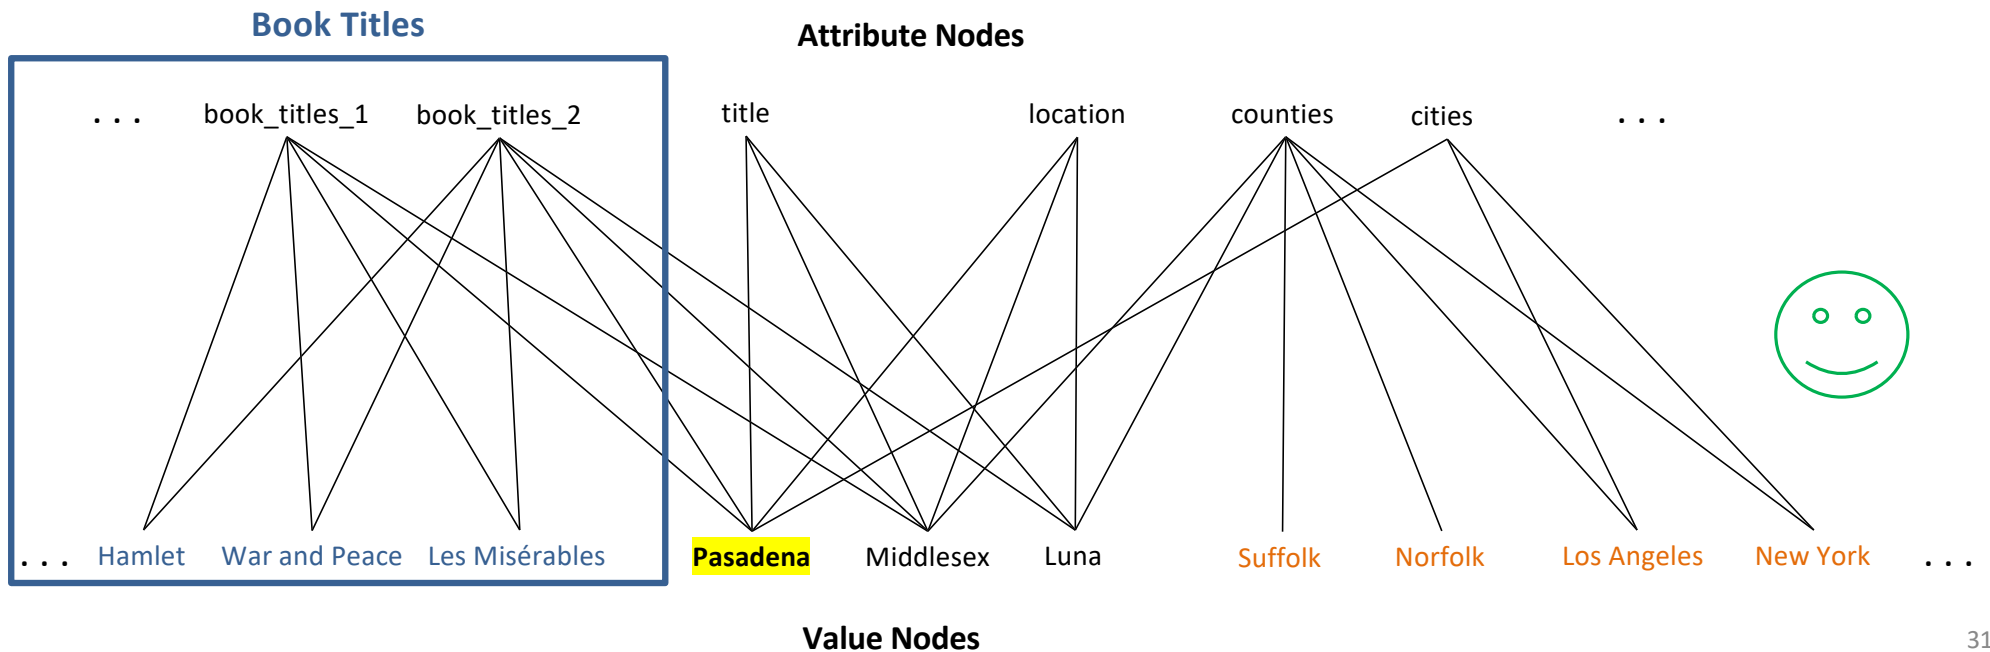 Book Titles
Attribute Nodes
. . . book_titles_1 book_titles_2 title location counties cities . . .
. . . Hamlet War and Peace Les Misérables Pasadena Middlesex Luna Suffolk Norfolk Los Angeles New York . . .
Value Nodes
31